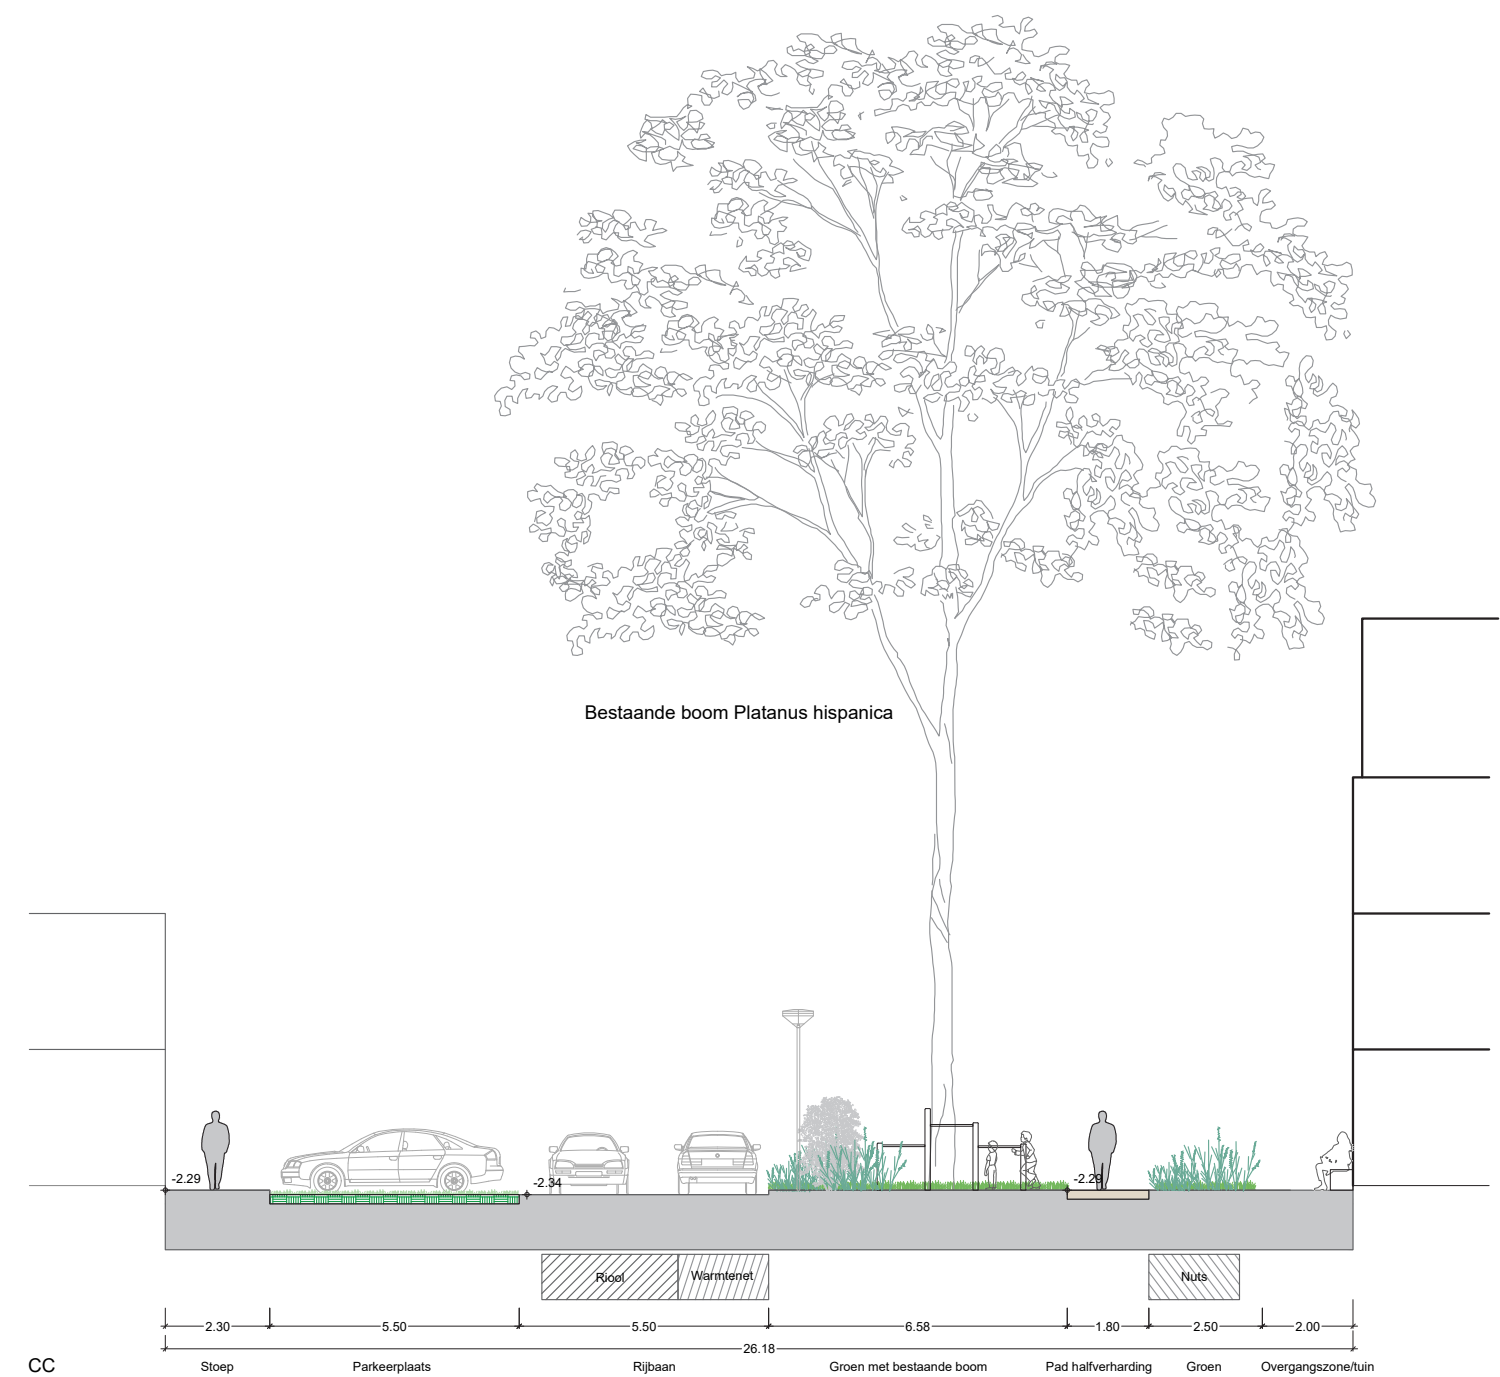 Bestaande boom Platanus hispanica
-2.29
-2.34
-2.29
Riool
Warmtenet
Nuts
2.30
5.50
5.50
6.58
1.80
2.50
2.00
26.18
CC
Stoep
Parkeerplaats
Rijbaan
Groen met bestaande boom
Pad halfverharding
Groen
Overgangszone/tuin